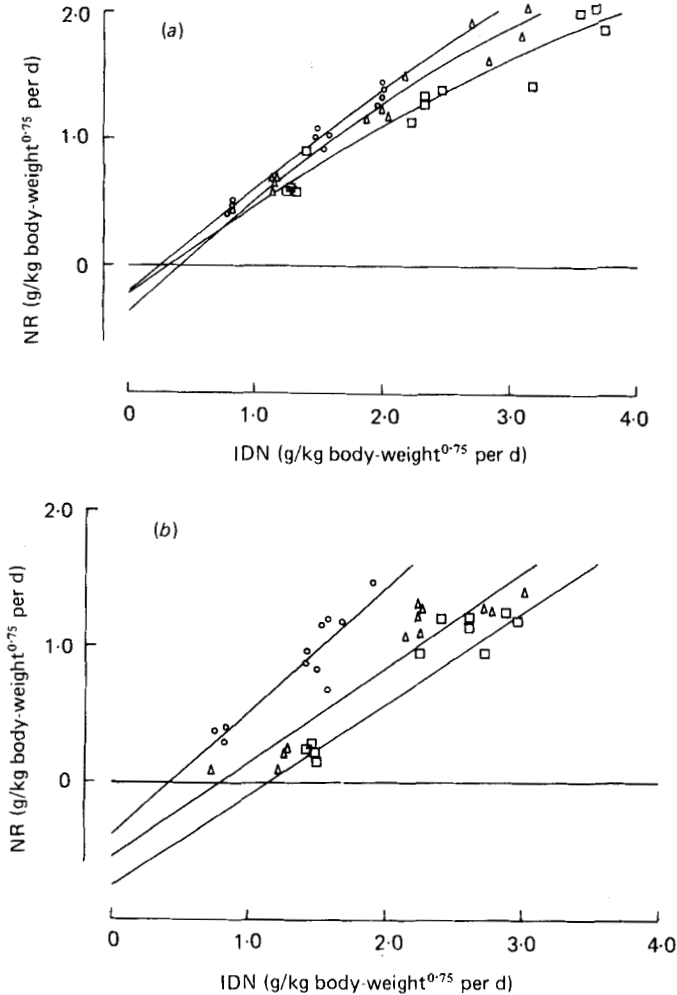 2·0
(a)
1·0
0
NR (g/kg body-weight0·75 per d)
0 1·0 2·0 3·0 4·0
IDN (g/kg body-weight0·75 per d)
2·0
(b)
1·0
0
NR (g/kg body-weight0·75 per d)
0 1·0 2·0 3·0 4·0
IDN (g/kg body-weight0·75 per d)